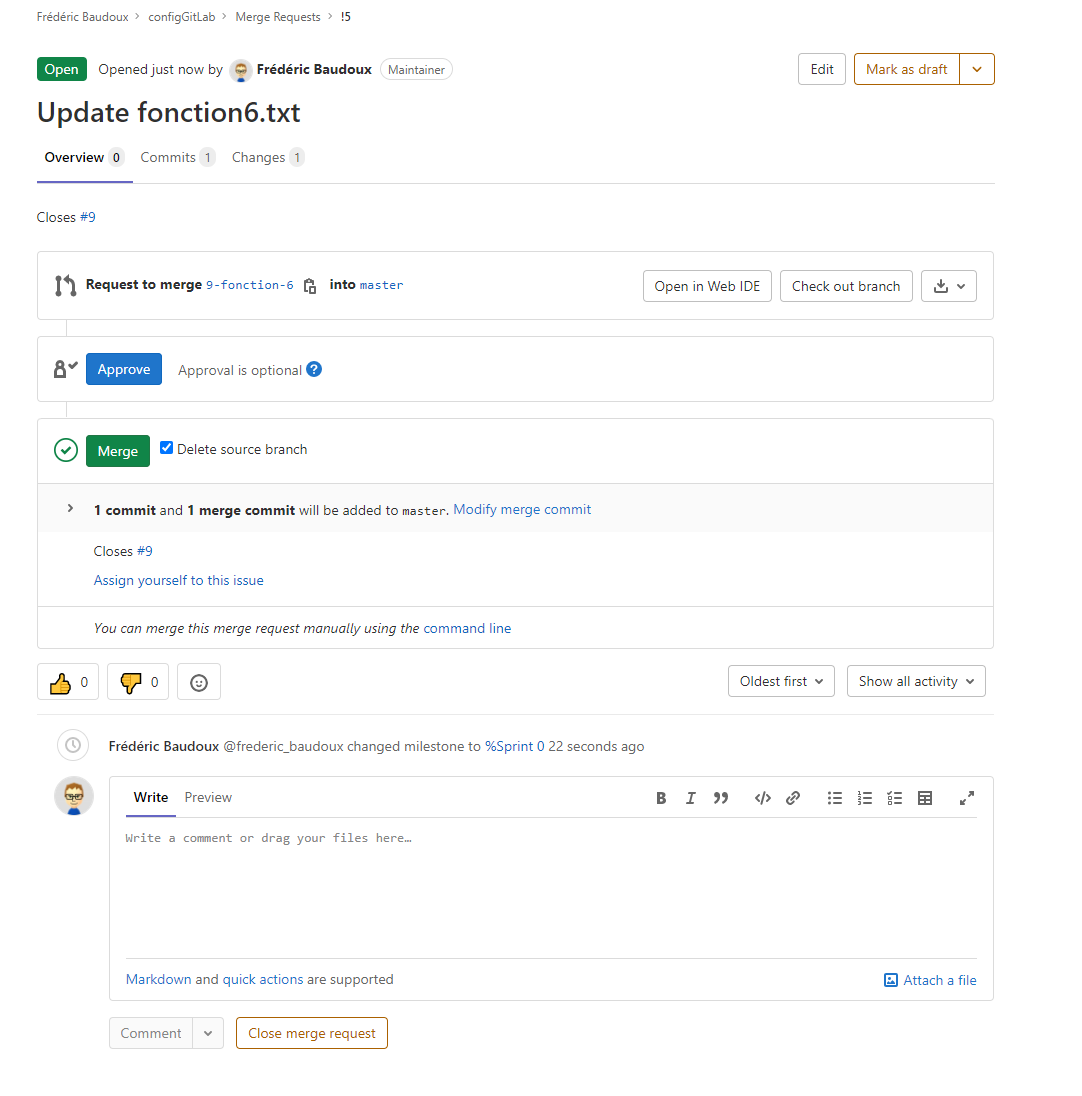 Frédéric Baudoux > configGitLab > Merge Requests > !5
Open Opened just now by Frédéric Baudoux Maintainer Edit Mark as draft
Update fonction6.txt
Overview 0 Commits 1 Changes 1
Closes #9
Request to merge 9-fonction-6 into master Open in Web IDE Check out branch
Approve Approval is optional ?
Merge Delete source branch
1 commit and 1 merge commit will be added to master. Modify merge commit
Closes #9
Assign yourself to this issue
You can merge this merge request manually using the command line
0 0 Oldest first Show all activity
Frédéric Baudoux @frederic_baudoux changed milestone to %Sprint 0 22 seconds ago
Write Preview
Write a comment or drag your files here…
Markdown and quick actions are supported Attach a file
Comment Close merge request